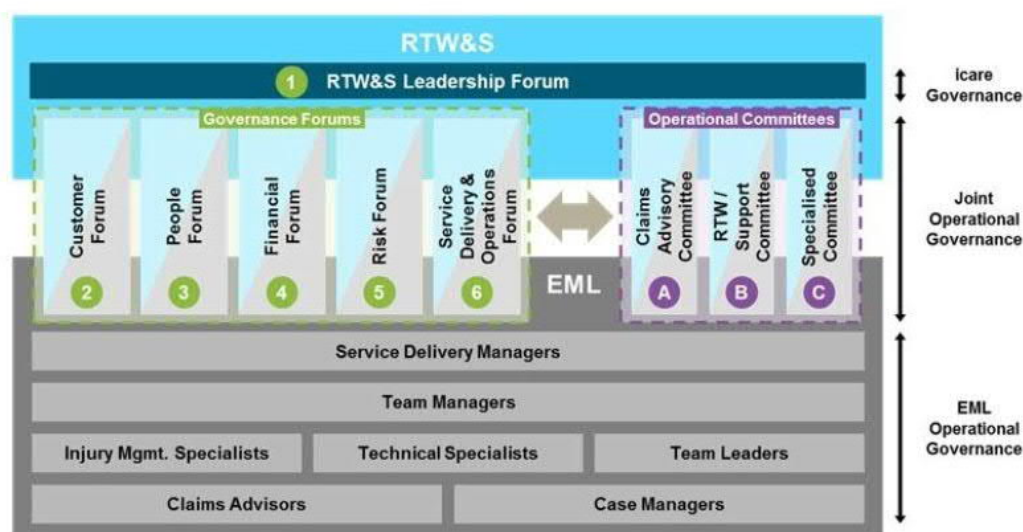 RTW&S
1 RTW&S Leadership Forum
icare
Governance
Governance Forums
Operational Committees
Customer
Forum
2
People
Forum
3
Financial
Forum
4
Risk Forum
5
Service
Delivery &
Operations
Forum
6
EML
Claims
Advisory
Committee
A
RTW /
Support
Committee
B
Specialised
Committee
C
Joint
Operational
Governance
Service Delivery Managers
Team Managers
Injury Mgmt. Specialists
Technical Specialists
Team Leaders
Claims Advisors
Case Managers
EML
Operational
Governance